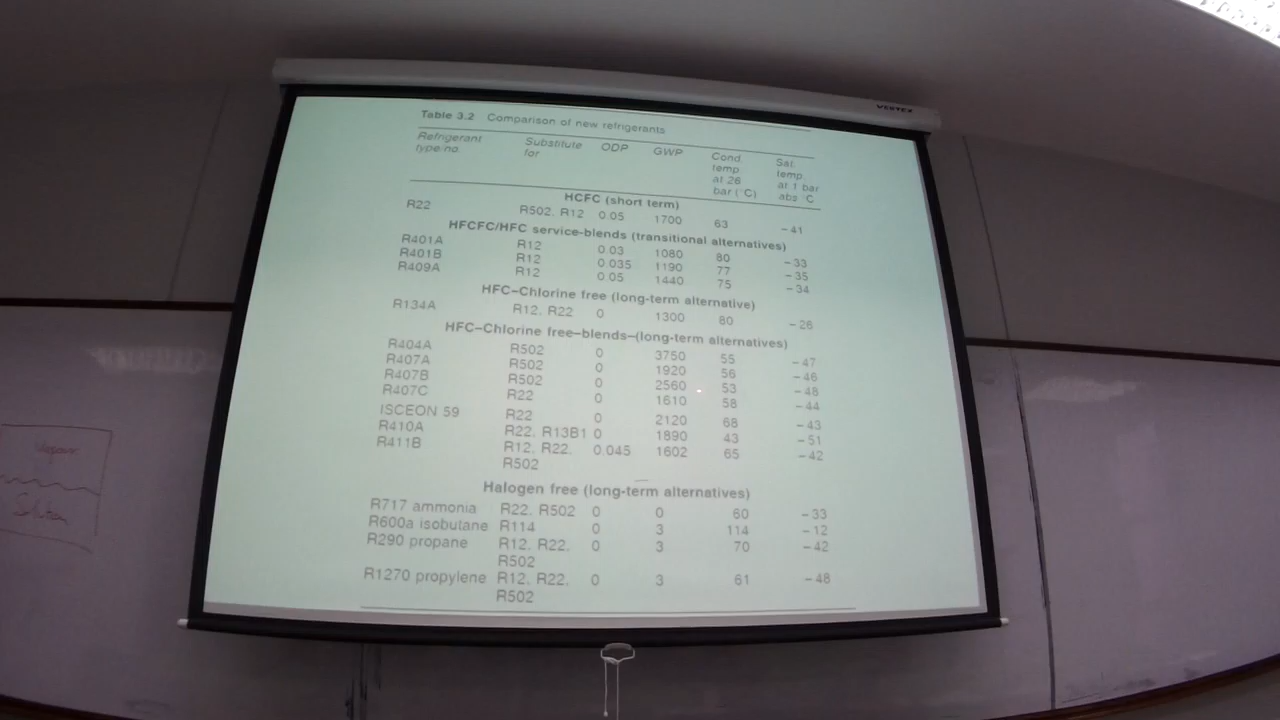 VERTEX
Table 3.2 Comparison of new refrigerants
Refrigerant type/no. Substitute for ODP GWP Cond. temp. at 26 bar (°C) Sat. temp. at 1 bar abs °C
HCFC (short term)
R22 R502, R12 0.05 1700 63 −41
HFCFC/HFC service-blends (transitional alternatives)
R401A R12 0.03 1080 80 −33
R401B R12 0.035 1190 77 −35
R409A R12 0.05 1440 75 −34
HFC–Chlorine free (long-term alternative)
R134A R12, R22 0 1300 80 −26
HFC–Chlorine free–blends–(long-term alternatives)
R404A R502 0 3750 55 −47
R407A R502 0 1920 56 −46
R407B R502 0 2560 53 −48
R407C R22 0 1610 58 −44
ISCEON 59 R22 0 2120 68 −43
R410A R22, R13B1 0 1890 43 −51
R411B R12, R22, 0.045 1602 65 −42
R502
Halogen free (long-term alternatives)
R717 ammonia R22, R502 0 0 60 −33
R600a isobutane R114 0 3 114 −12
R290 propane R12, R22, 0 3 70 −42
R502
R1270 propylene R12, R22, 0 3 61 −48
R502
Vapour
Solution